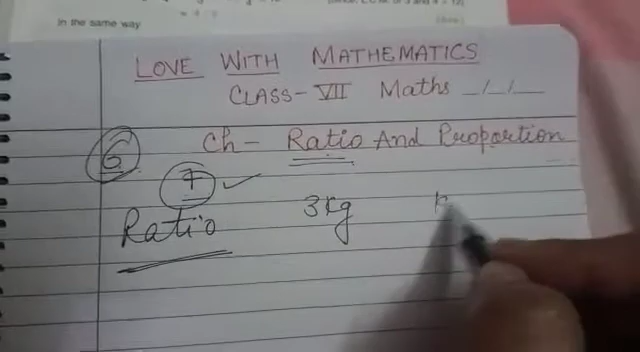 In the same way
LOVE WITH MATHEMATICS
CLASS- VII Maths _/_/_
6 Ch- Ratio And Proportion
7
Ratio 3Kg